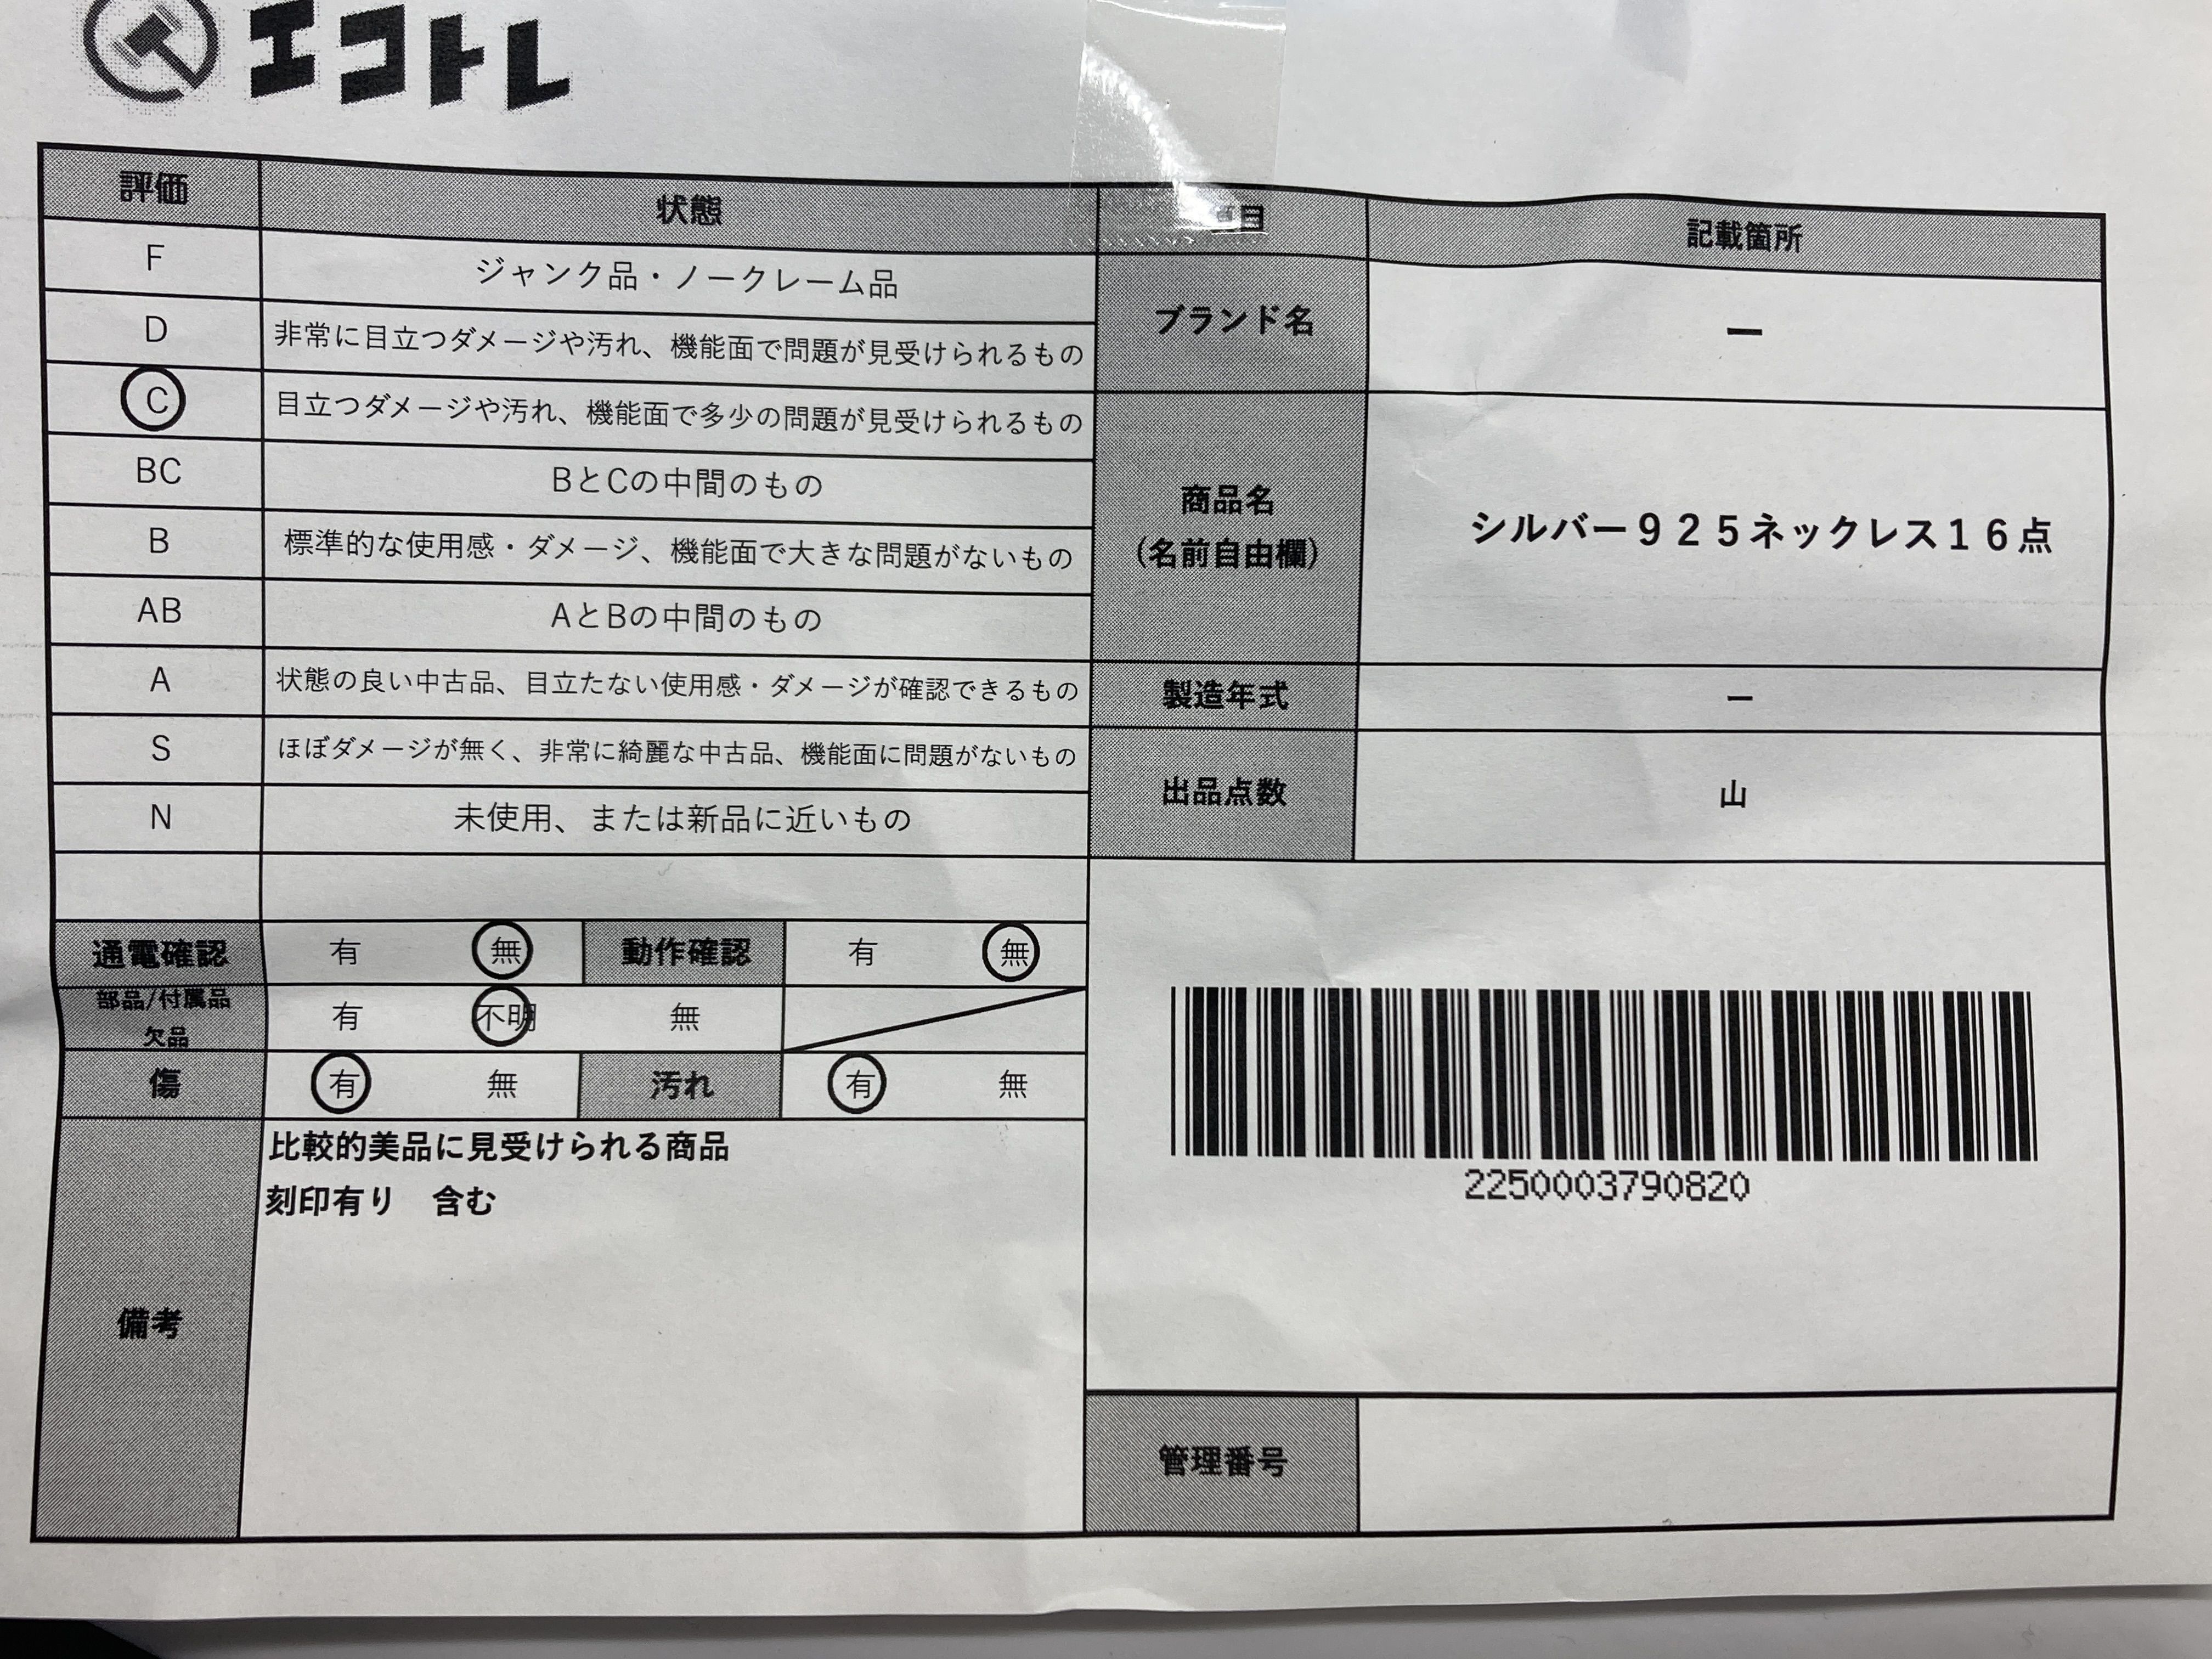 エコトレ
評価 状態
F ジャンク品・ノークレーム品
D 非常に目立つダメージや汚れ、機能面で問題が見受けられるもの
C 目立つダメージや汚れ、機能面で多少の問題が見受けられるもの
BC BとCの中間のもの
B 標準的な使用感・ダメージ、機能面で大きな問題がないもの
AB AとBの中間のもの
A 状態の良い中古品、目立たない使用感・ダメージが確認できるもの
S ほぼダメージが無く、非常に綺麗な中古品、機能面に問題がないもの
N 未使用、または新品に近いもの
通電確認 有 無 動作確認 有 無
部品/付属品
欠品
有 不明 無
傷 有 無 汚れ 有 無
備考
比較的美品に見受けられる商品
刻印有り 含む
目 記載箇所
ブランド名 ー
商品名
(名前自由欄)
シルバー925ネックレス16点
製造年式 ー
出品点数 山
2250003790820
管理番号